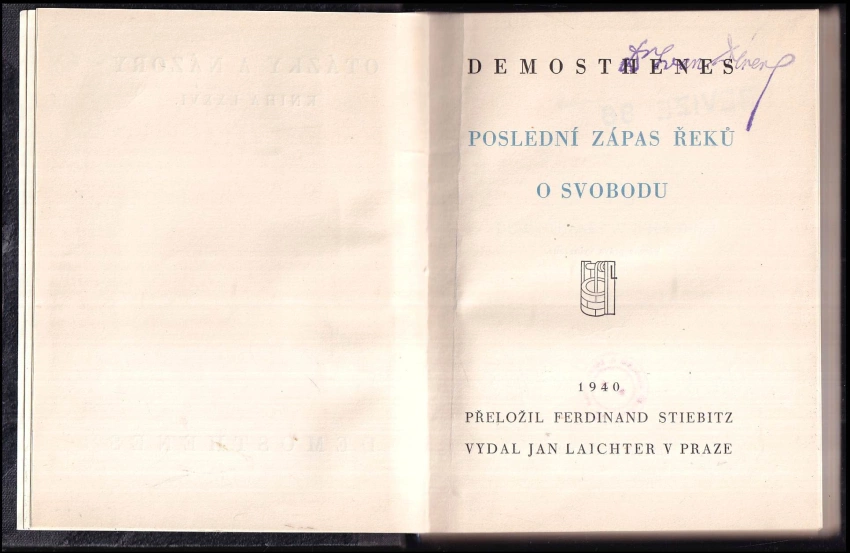 DEMOSTHENES
POSLEDNÍ ZÁPAS ŘEKŮ
O SVOBODU
1940
PŘELOŽIL FERDINAND STIEBITZ
VYDAL JAN LAICHTER V PRAZE